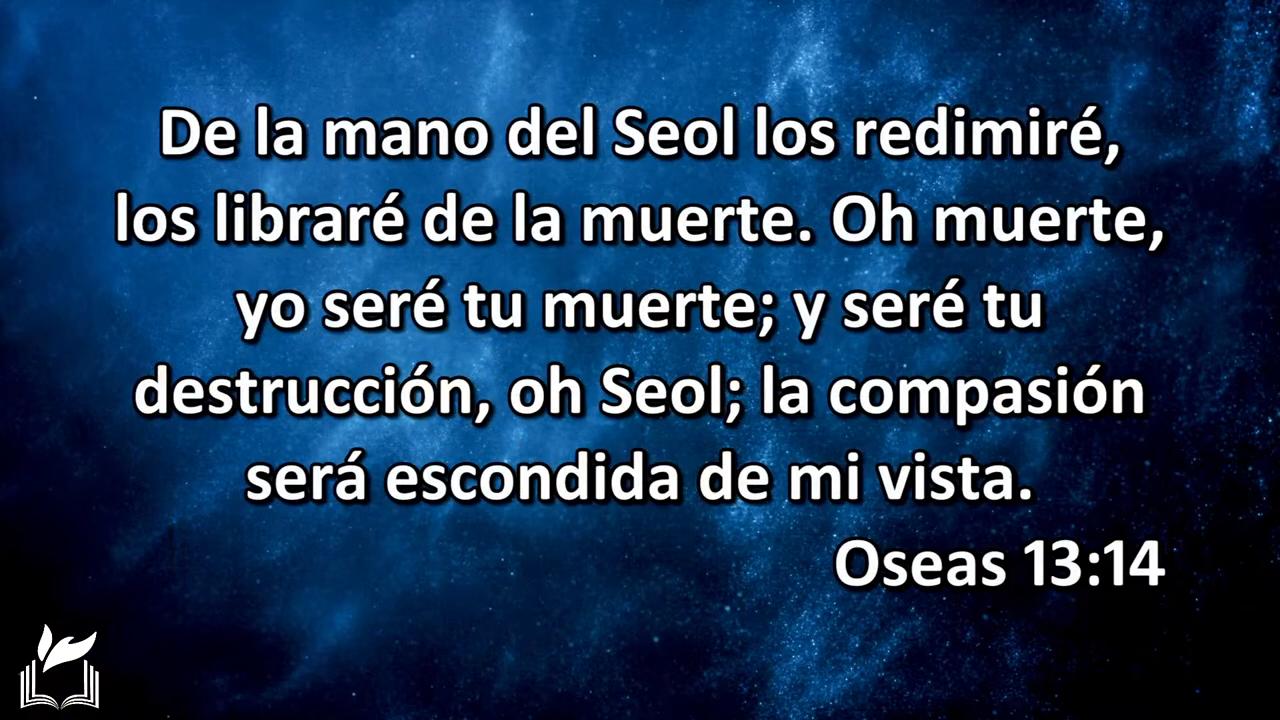 De la mano del Seol los redimiré,
los libraré de la muerte. Oh muerte,
yo seré tu muerte; y seré tu
destrucción, oh Seol; la compasión
será escondida de mi vista.
Oseas 13:14